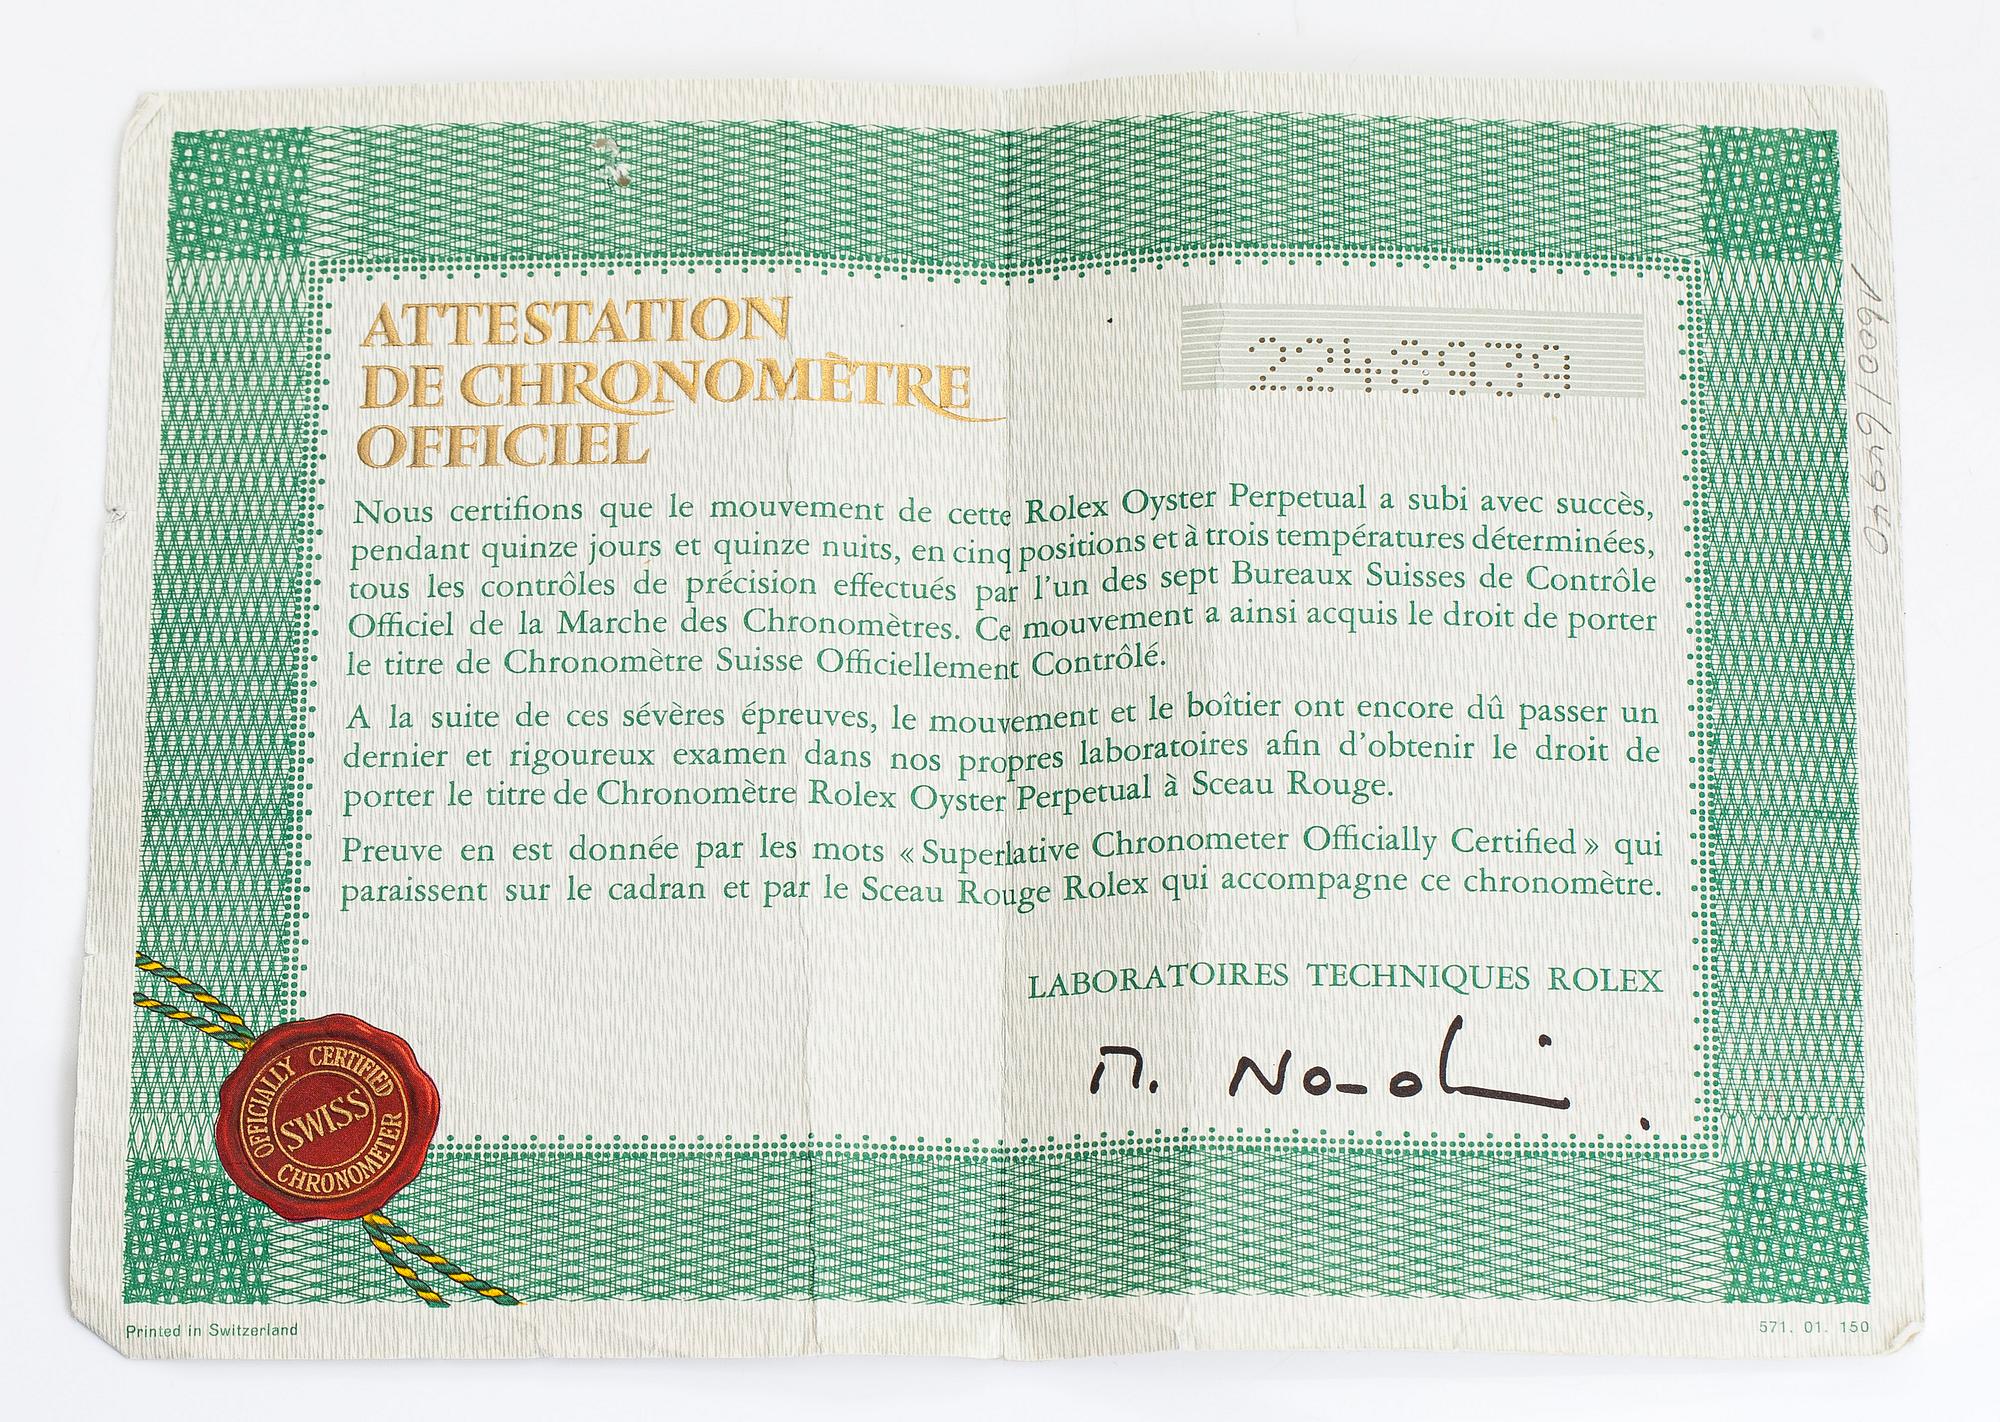 ATTESTATION
DE CHRONOMÈTRE
OFFICIEL
2248939
Nous certifions que le mouvement de cette Rolex Oyster Perpetual a subi avec succès,
pendant quinze jours et quinze nuits, en cinq positions et à trois températures déterminées,
tous les contrôles de précision effectués par l'un des sept Bureaux Suisses de Contrôle
Officiel de la Marche des Chronomètres. Ce mouvement a ainsi acquis le droit de porter
le titre de Chronomètre Suisse Officiellement Contrôlé.
A la suite de ces sévères épreuves, le mouvement et le boîtier ont encore dû passer un
dernier et rigoureux examen dans nos propres laboratoires afin d'obtenir le droit de
porter le titre de Chronomètre Rolex Oyster Perpetual à Sceau Rouge.
Preuve en est donnée par les mots « Superlative Chronometer Officially Certified » qui
paraissent sur le cadran et par le Sceau Rouge Rolex qui accompagne ce chronomètre.
LABORATOIRES TECHNIQUES ROLEX
OFFICIALLY CERTIFIED
SWISS
CHRONOMETER
Printed in Switzerland
571. 01. 150